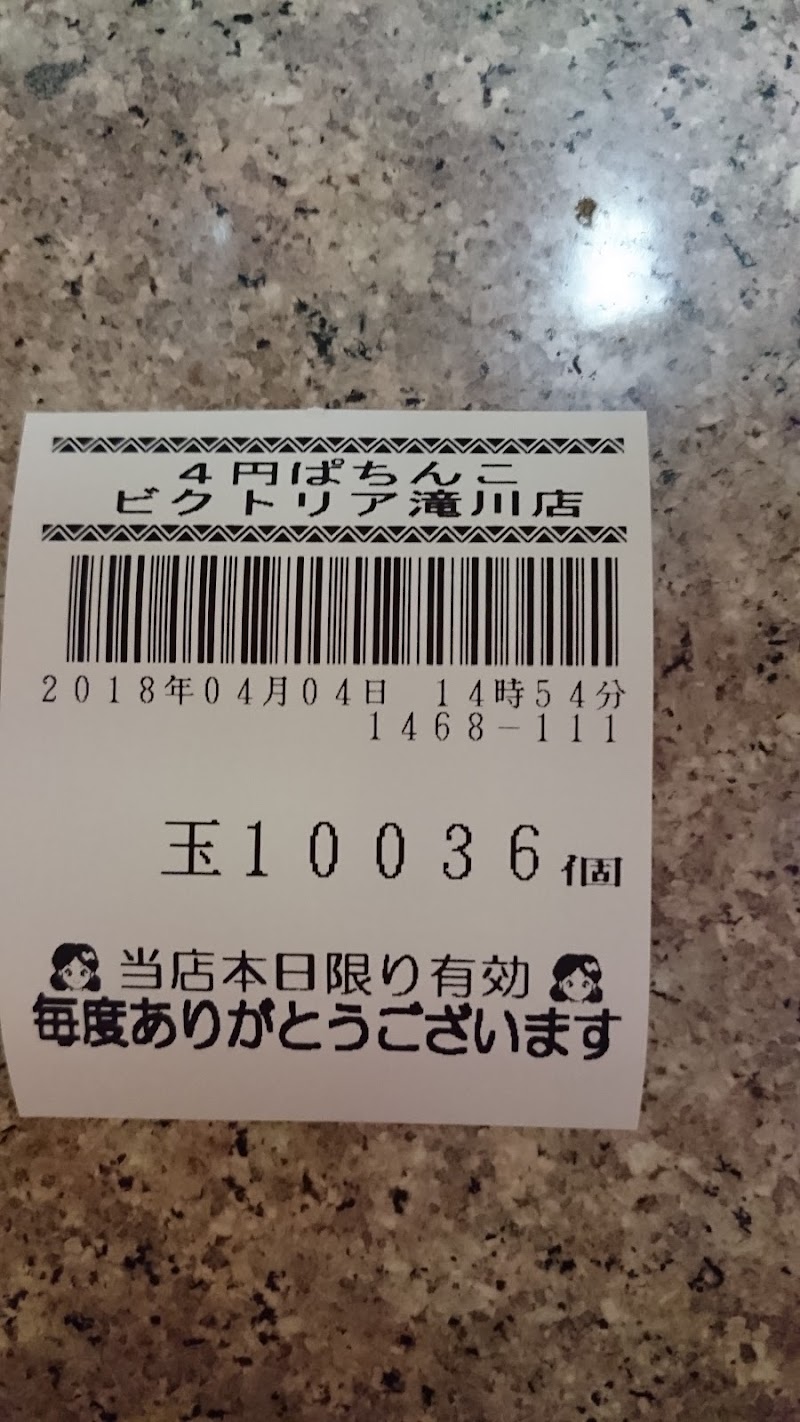 4円ぱちんこ
ビクトリア滝川店
2018年04月04日 14時54分
1468-111
玉10036個
当店本日限り有効
毎度ありがとうございます